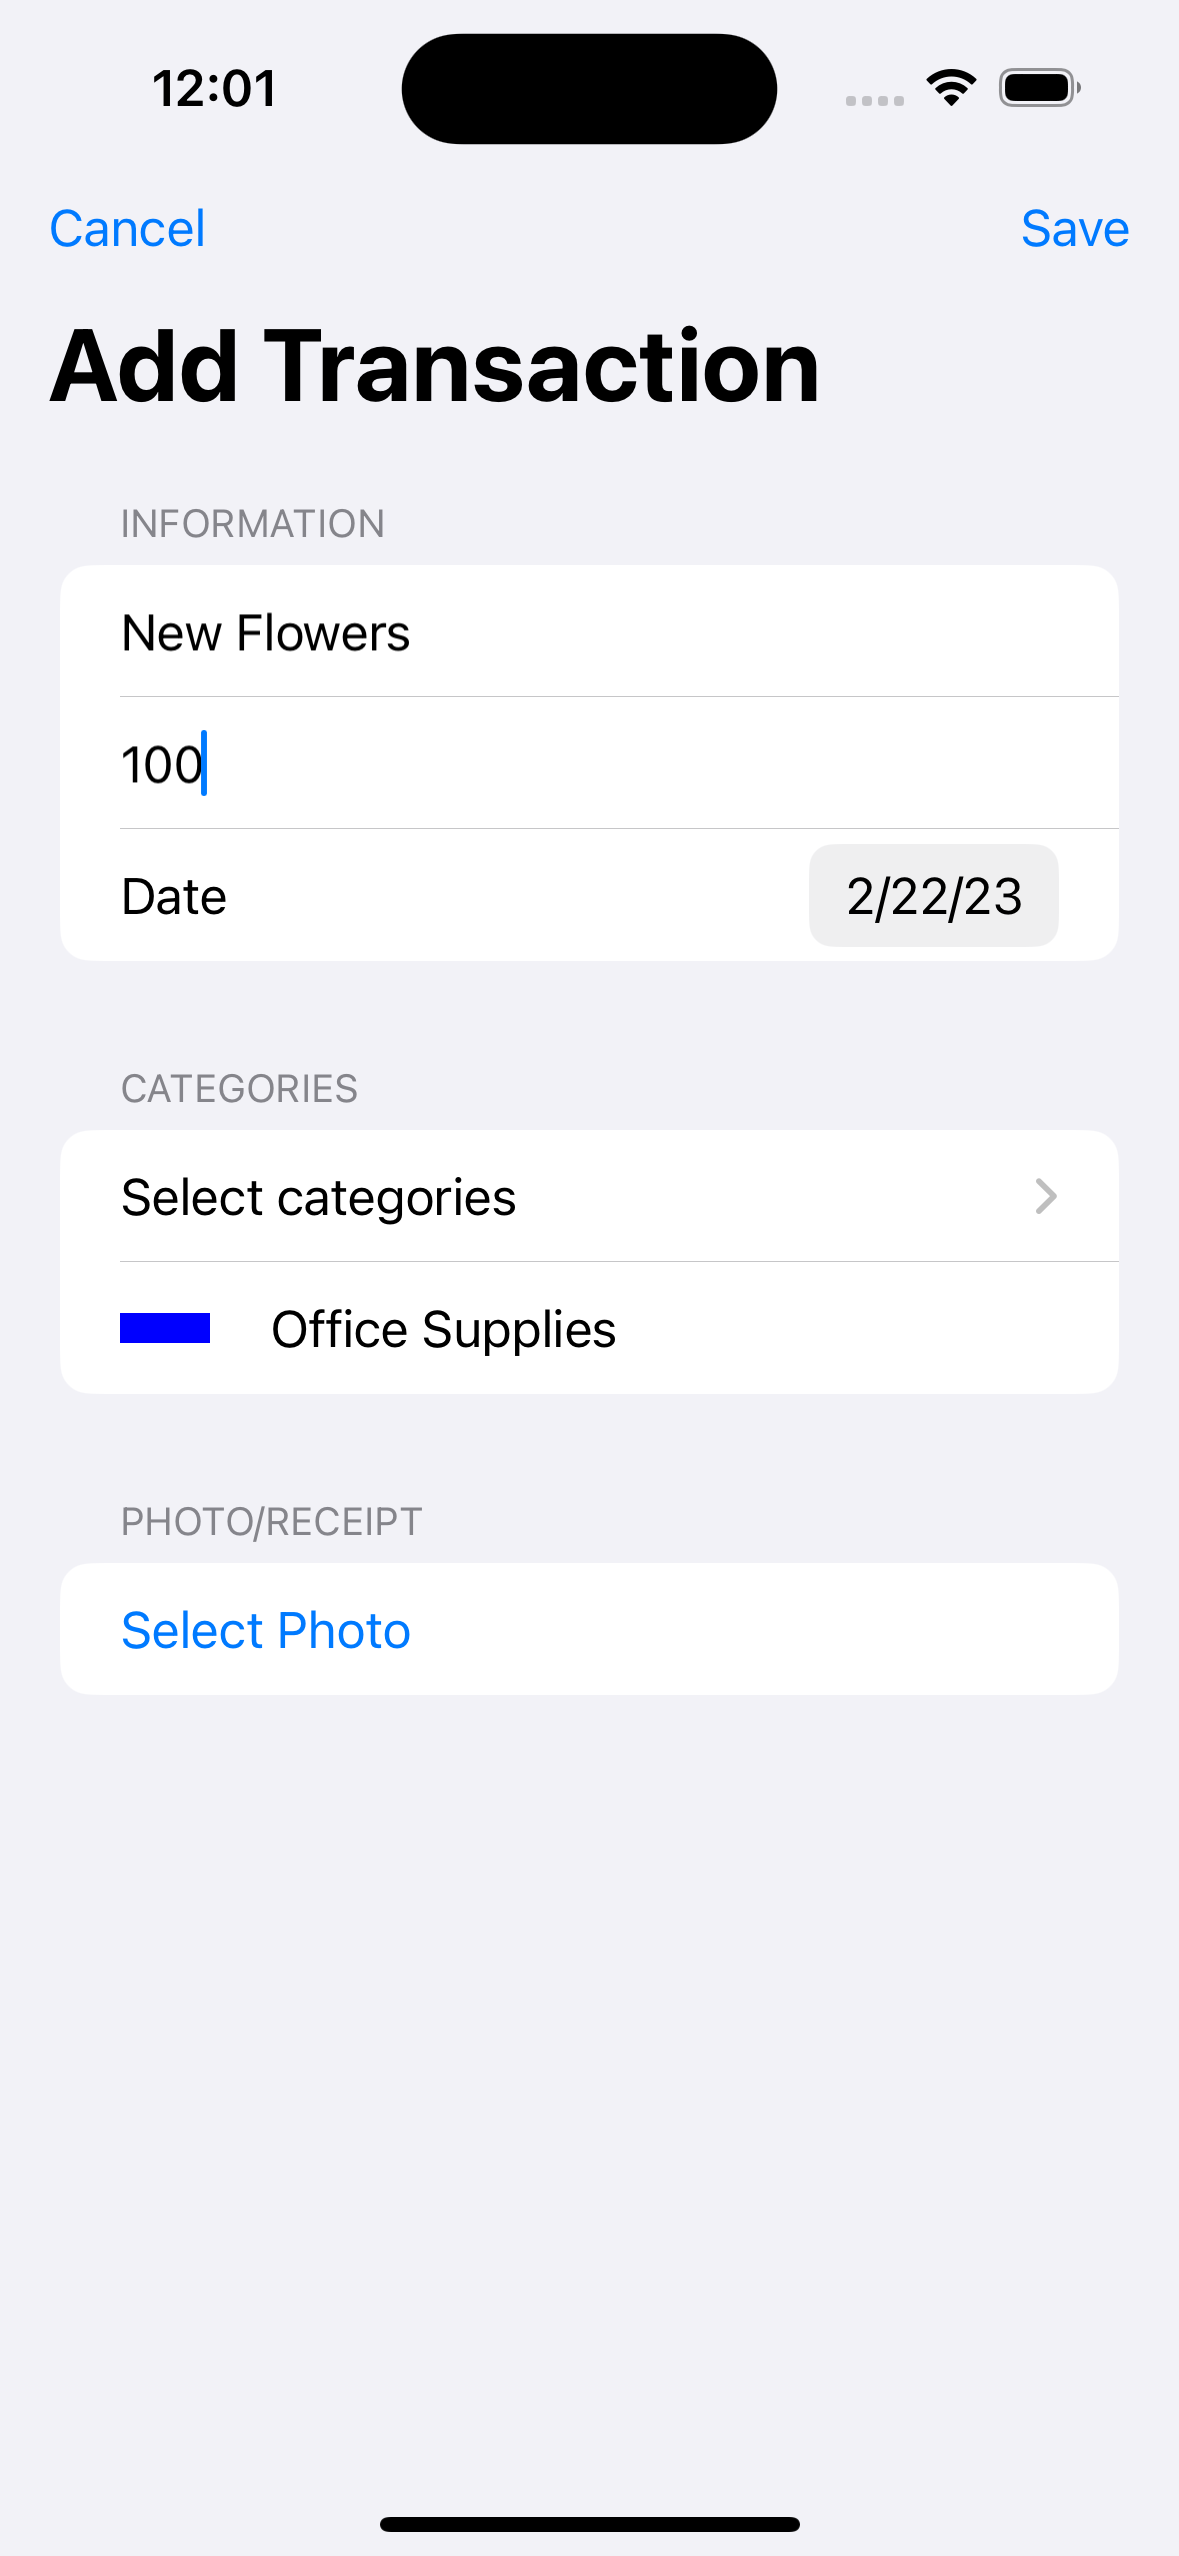 12:01
Cancel
Save
Add Transaction
INFORMATION
New Flowers
100
Date
2/22/23
CATEGORIES
Select categories
Office Supplies
PHOTO/RECEIPT
Select Photo